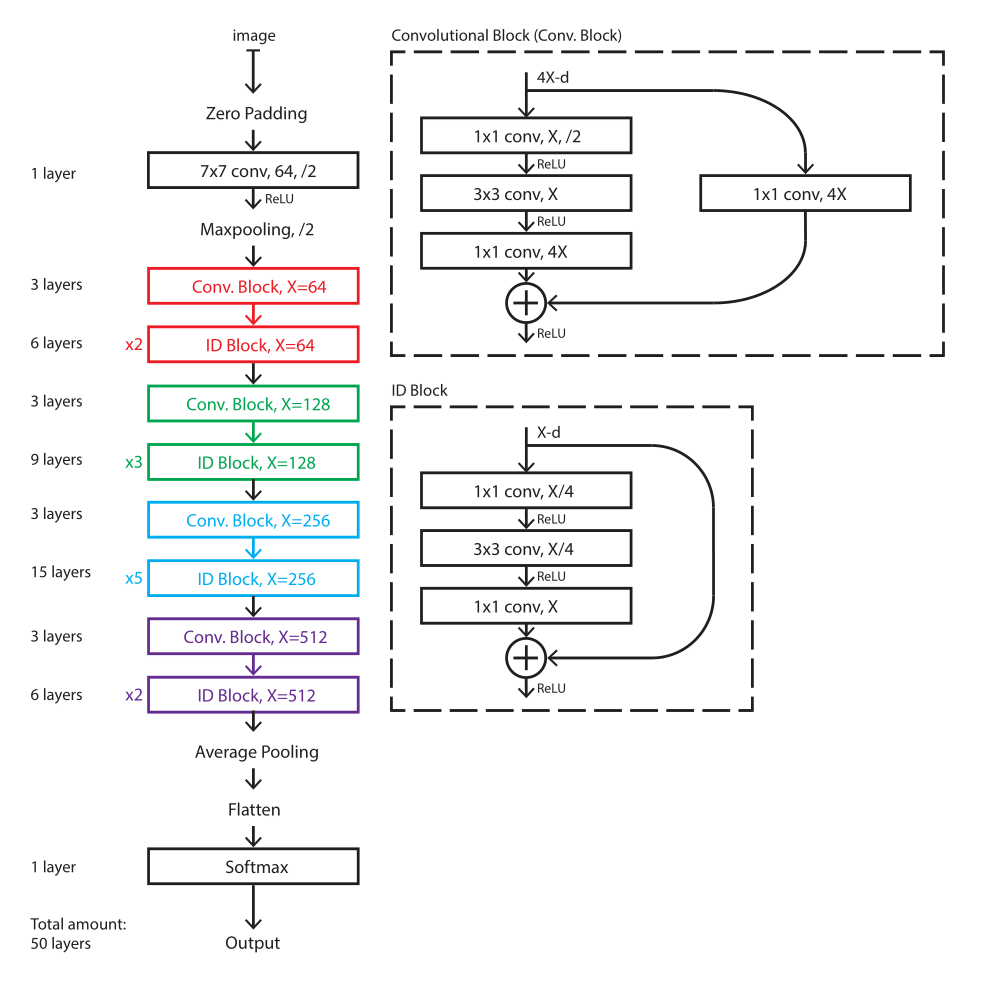 image
Zero Padding
1 layer
7x7 conv, 64, /2
ReLU
Maxpooling, /2
3 layers
Conv. Block, X=64
6 layers
x2
ID Block, X=64
3 layers
Conv. Block, X=128
9 layers
x3
ID Block, X=128
3 layers
Conv. Block, X=256
15 layers
x5
ID Block, X=256
3 layers
Conv. Block, X=512
6 layers
x2
ID Block, X=512
Average Pooling
Flatten
1 layer
Softmax
Total amount:
50 layers
Output
Convolutional Block (Conv. Block)
4X-d
1x1 conv, X, /2
ReLU
3x3 conv, X
ReLU
1x1 conv, 4X
1x1 conv, 4X
ReLU
ID Block
X-d
1x1 conv, X/4
ReLU
3x3 conv, X/4
ReLU
1x1 conv, X
ReLU